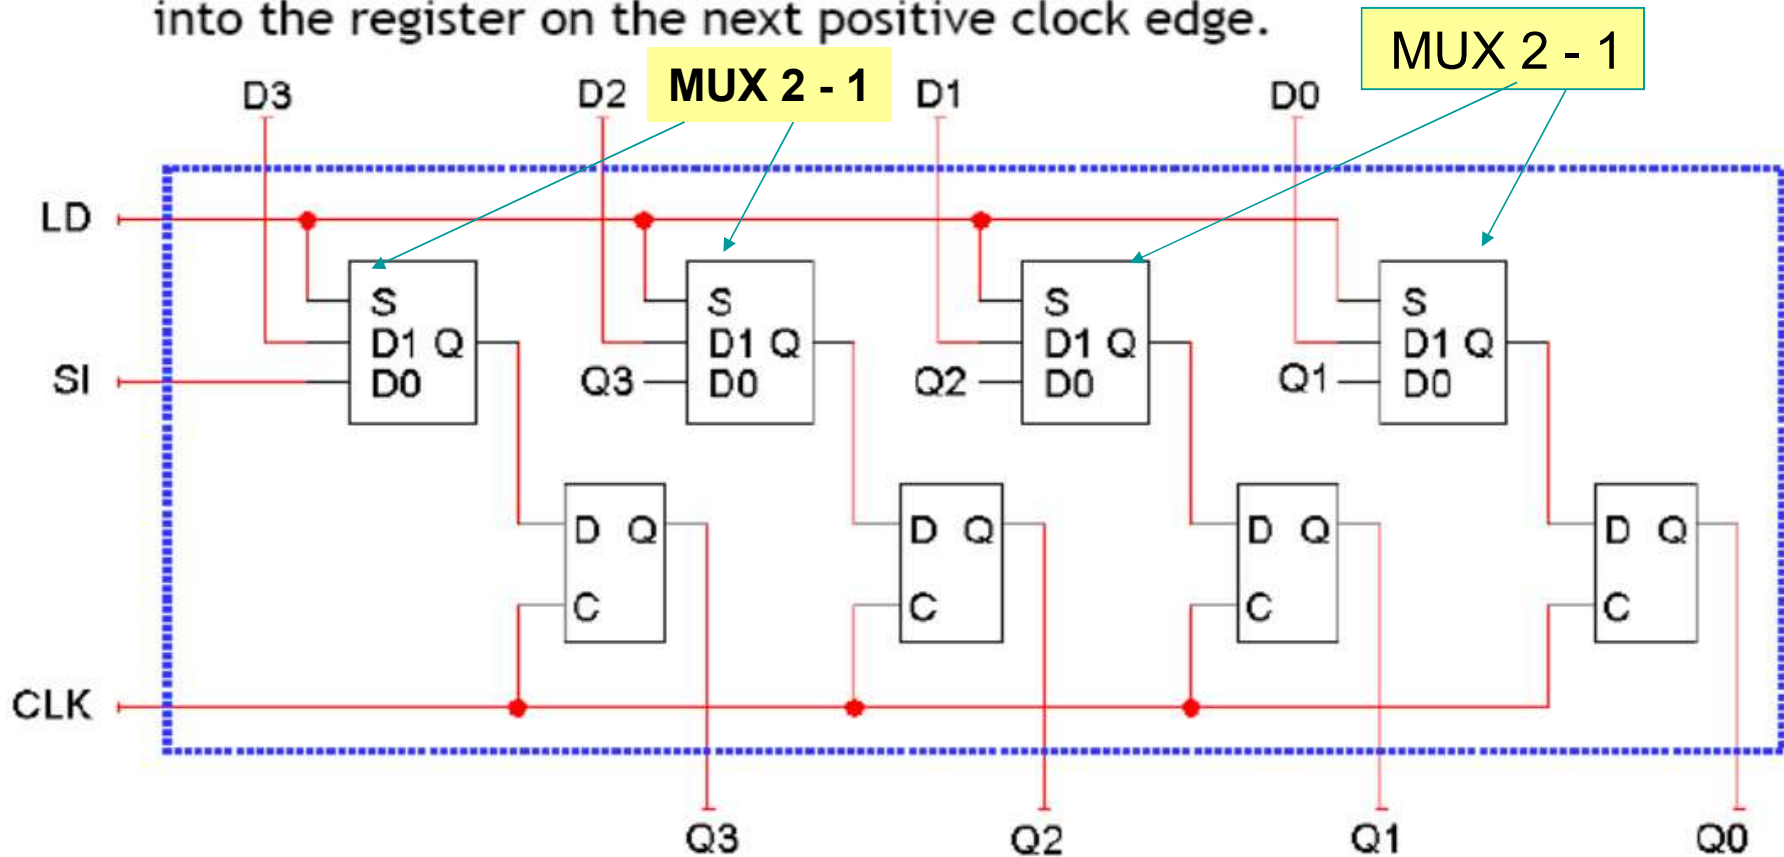 into the register on the next positive clock edge.
MUX 2 - 1
MUX 2 - 1
D3 D2 D1 D0
LD
S S S S
D1 Q D1 Q D1 Q D1 Q
SI D0 Q3 D0 Q2 D0 Q1 D0
D Q D Q D Q D Q
C C C C
CLK
Q3 Q2 Q1 Q0